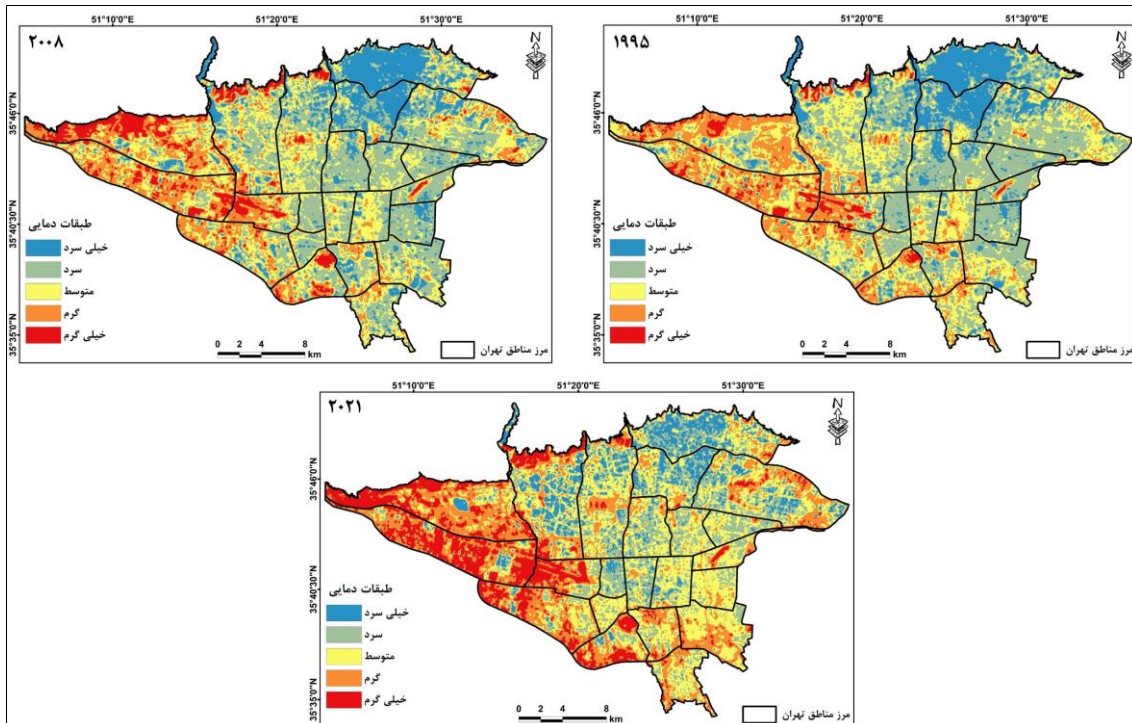 ۲۰۰۸
51°10'0"E
51°20'0"E
51°30'0"E
N
35°46'0"N
35°40'30"N
35°35'0"N
طبقات دمایی
خیلی سرد
سرد
متوسط
گرم
خیلی گرم
0 2 4 8
km
مرز مناطق تهران
۱۹۹۵
51°10'0"E
51°20'0"E
51°30'0"E
N
35°46'0"N
35°40'30"N
35°35'0"N
طبقات دمایی
خیلی سرد
سرد
متوسط
گرم
خیلی گرم
0 2 4 8
km
مرز مناطق تهران
۲۰۲۱
51°10'0"E
51°20'0"E
51°30'0"E
N
35°46'0"N
35°40'30"N
35°35'0"N
طبقات دمایی
خیلی سرد
سرد
متوسط
گرم
خیلی گرم
0 2 4 8
km
مرز مناطق تهران